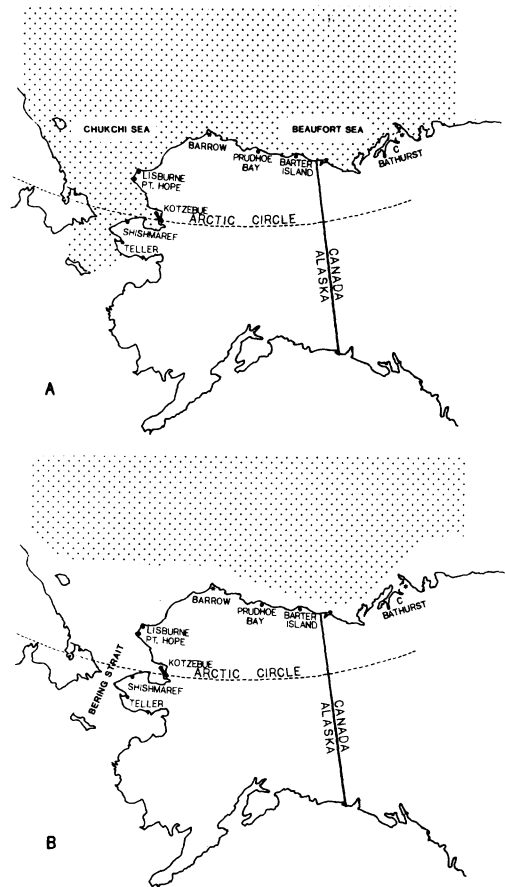 CHUKCHI SEA
BEAUFORT SEA
BARROW
PRUDHOE
BAY
BARTER
ISLAND
C
BATHURST
LISBURNE
PT. HOPE
KOTZEBUE
ARCTIC CIRCLE
SHISHMAREF
TELLER
CANADA
ALASKA
A
BARROW
PRUDHOE
BAY
BARTER
ISLAND
C
BATHURST
LISBURNE
PT. HOPE
KOTZEBUE
ARCTIC CIRCLE
BERING STRAIT
SHISHMAREF
TELLER
CANADA
ALASKA
B